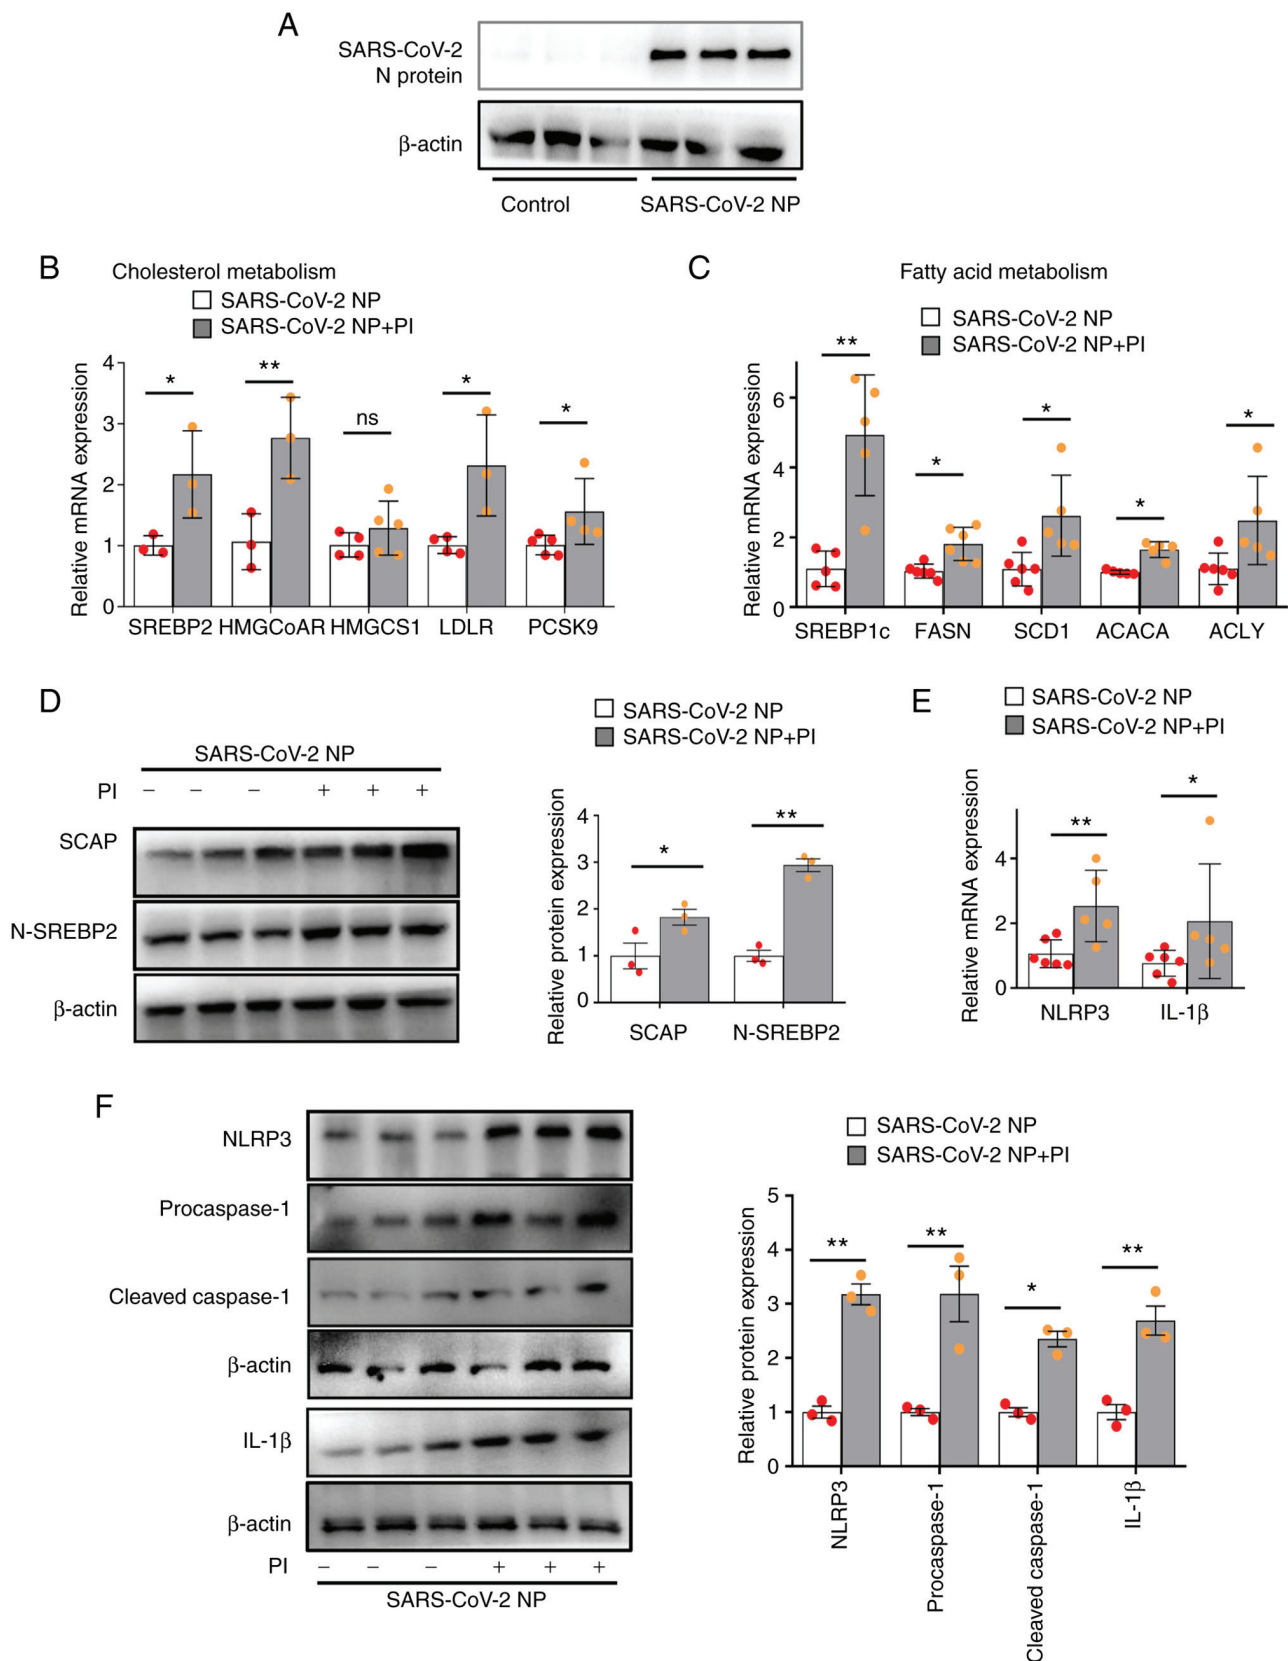 A
SARS-CoV-2
N protein
β-actin
Control
SARS-CoV-2 NP
B
Cholesterol metabolism
SARS-CoV-2 NP
SARS-CoV-2 NP+PI
Relative mRNA expression
4
3
2
1
0
*
**
ns
*
*
SREBP2
HMGCoAR
HMGCS1
LDLR
PCSK9
C
Fatty acid metabolism
SARS-CoV-2 NP
SARS-CoV-2 NP+PI
Relative mRNA expression
6
4
2
0
**
*
*
*
*
SREBP1c
FASN
SCD1
ACACA
ACLY
D
SARS-CoV-2 NP
PI
− − − + + +
SCAP
N-SREBP2
β-actin
SARS-CoV-2 NP
SARS-CoV-2 NP+PI
Relative protein expression
4
3
2
1
0
*
**
SCAP
N-SREBP2
E
SARS-CoV-2 NP
SARS-CoV-2 NP+PI
Relative mRNA expression
4
2
0
**
*
NLRP3
IL-1β
F
NLRP3
Procaspase-1
Cleaved caspase-1
β-actin
IL-1β
β-actin
PI
− − − + + +
SARS-CoV-2 NP
SARS-CoV-2 NP
SARS-CoV-2 NP+PI
Relative protein expression
5
4
3
2
1
0
**
**
*
**
NLRP3
Procaspase-1
Cleaved caspase-1
IL-1β